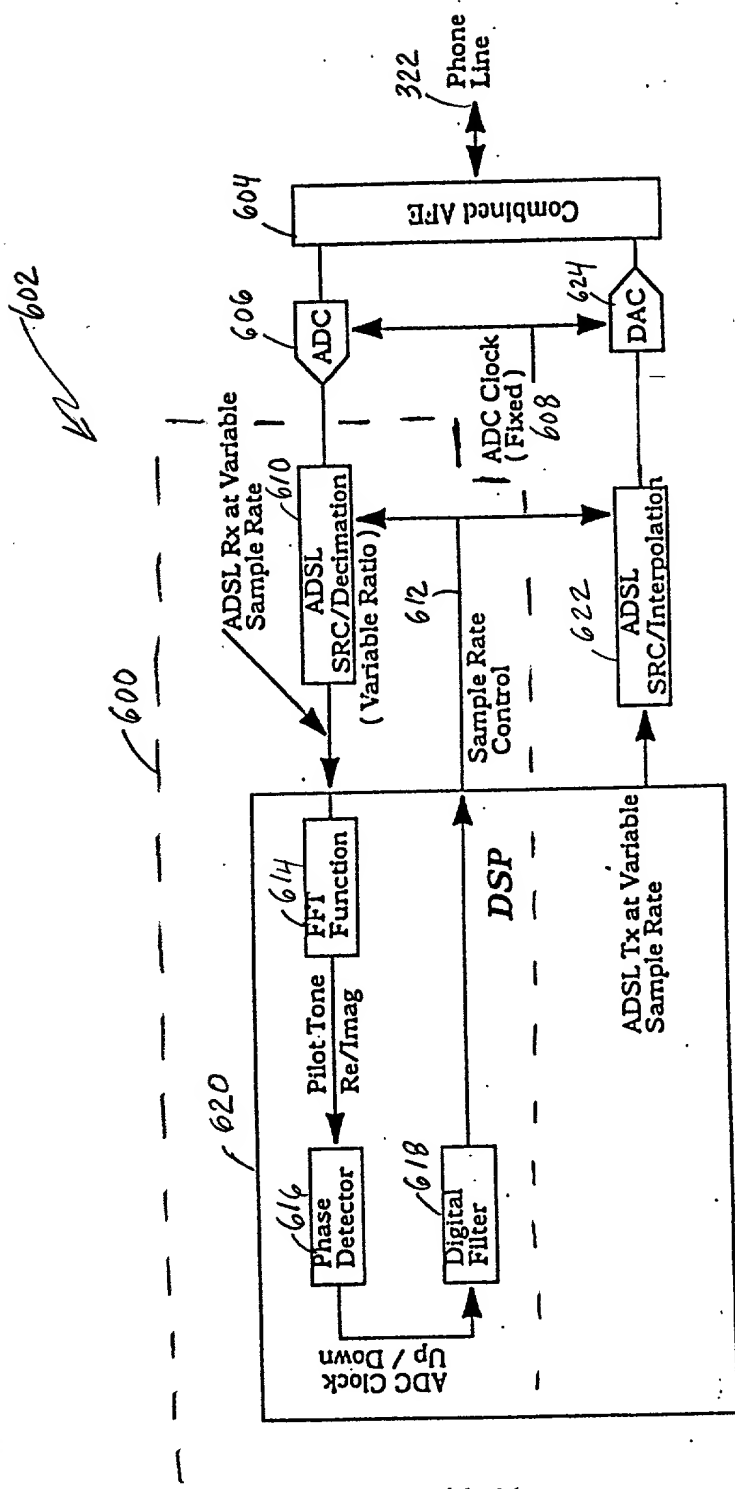 602
600
620
614
FFT
Function
Pilot Tone
Re/Imag
616
Phase
Detector
ADC Clock
Up / Down
618
Digital
Filter
DSP
ADSL Rx at Variable
Sample Rate
610
ADSL
SRC/Decimation
(Variable Ratio)
612
Sample Rate
Control
606
ADC
ADC Clock
(Fixed)
608
604
Combined AFE
322
Phone
Line
624
DAC
622
ADSL
SRC/Interpolation
ADSL Tx at Variable
Sample Rate